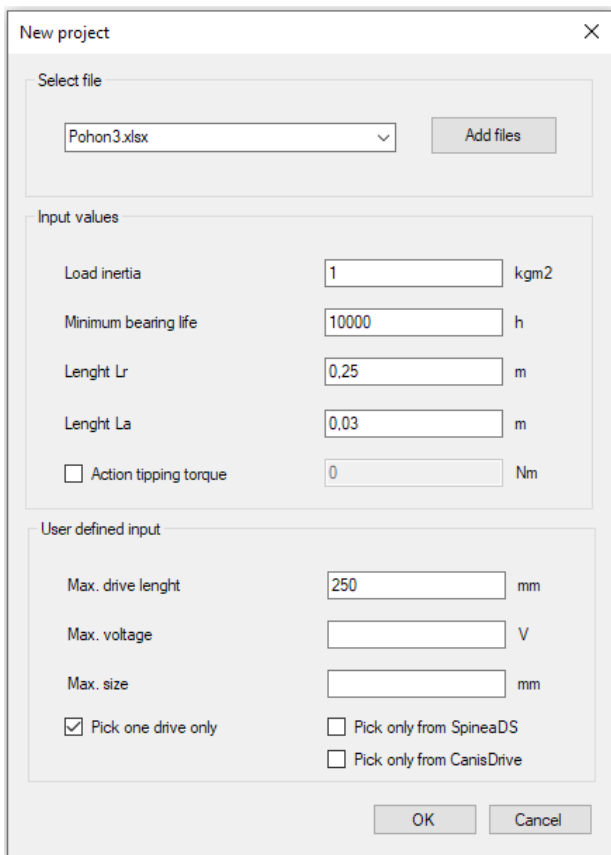 New project
Select file
Pohon3.xlsx
Add files
Input values
Load inertia 1 kgm2
Minimum bearing life 10000 h
Lenght Lr 0,25 m
Lenght La 0,03 m
Action tipping torque 0 Nm
User defined input
Max. drive lenght 250 mm
Max. voltage V
Max. size mm
Pick one drive only Pick only from SpineaDS
Pick only from CanisDrive
OK Cancel